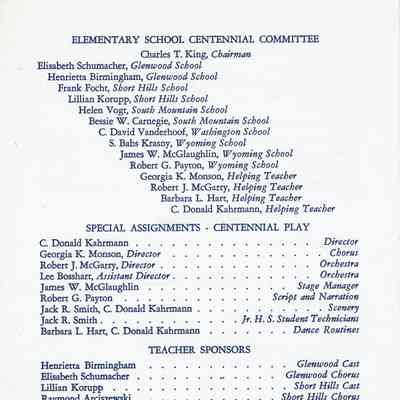 ELEMENTARY SCHOOL CENTENNIAL COMMITTEE
Charles T. King, Chairman
Elisabeth Schumacher, Glenwood School
Henrietta Birmingham, Glenwood School
Frank Focht, Short Hills School
Lillian Korupp, Short Hills School
Helen Vogt, South Mountain School
Bessie W. Carnegie, South Mountain School
C. David Vanderhoof, Washington School
S. Babs Krasny, Wyoming School
James W. McGlaughlin, Wyoming School
Robert G. Payton, Wyoming School
Georgia K. Monson, Helping Teacher
Robert J. McGarry, Helping Teacher
Barbara L. Hart, Helping Teacher
C. Donald Kahrmann, Helping Teacher
SPECIAL ASSIGNMENTS - CENTENNIAL PLAY
C. Donald Kahrmann . . . . . . . . . . . . . Director
Georgia K. Monson, Director . . . . . . . . . . . Chorus
Robert J. McGarry, Director . . . . . . . . . . . Orchestra
Lee Bosshart, Assistant Director . . . . . . . . . . Orchestra
James W. McGlaughlin . . . . . . . . . . Stage Manager
Robert G. Payton . . . . . . . . . Script and Narration
Jack R. Smith, C. Donald Kahrmann . . . . . . . . Scenery
Jack R. Smith . . . . . . . . . Jr. H. S. Student Technicians
Barbara L. Hart, C. Donald Kahrmann . . . . . Dance Routines
TEACHER SPONSORS
Henrietta Birmingham . . . . . . . . . . Glenwood Cast
Elisabeth Schumacher . . . . . . . . . Glenwood Chorus
Lillian Korupp . . . . . . . . . . . Short Hills Cast
Raymond Arciszewski . . . . . . . . . Short Hills Chorus